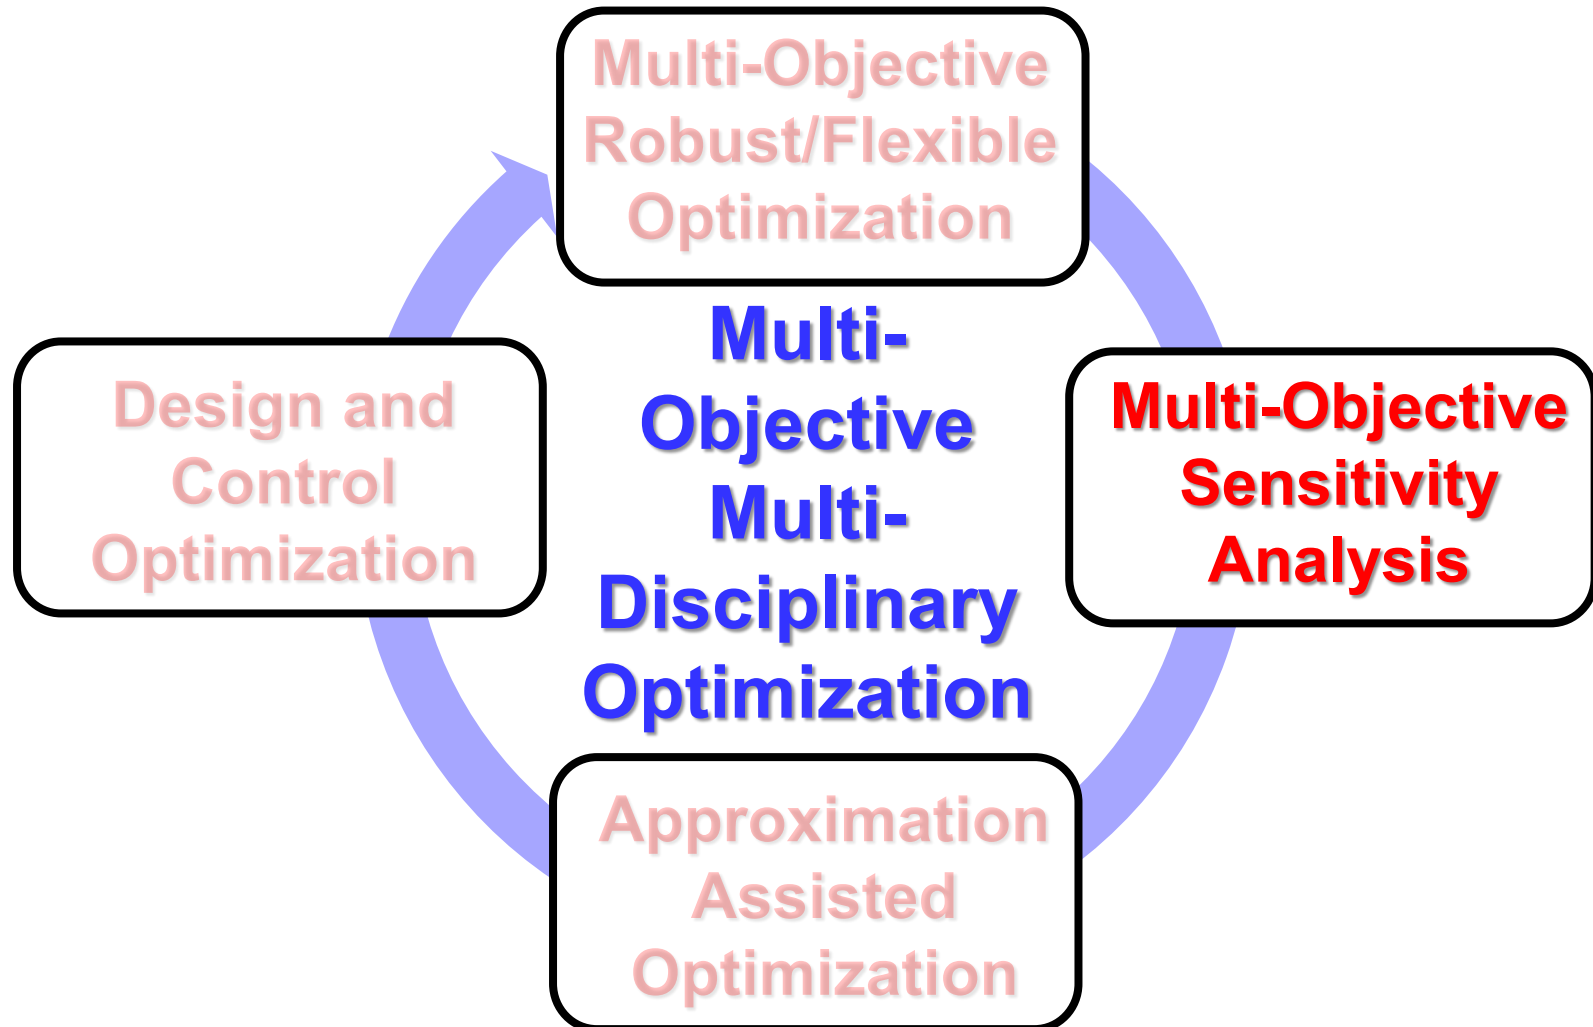 Multi-Objective
Robust/Flexible
Optimization
Multi-
Objective
Multi-
Disciplinary
Optimization
Design and
Control
Optimization
Multi-Objective
Sensitivity
Analysis
Approximation
Assisted
Optimization